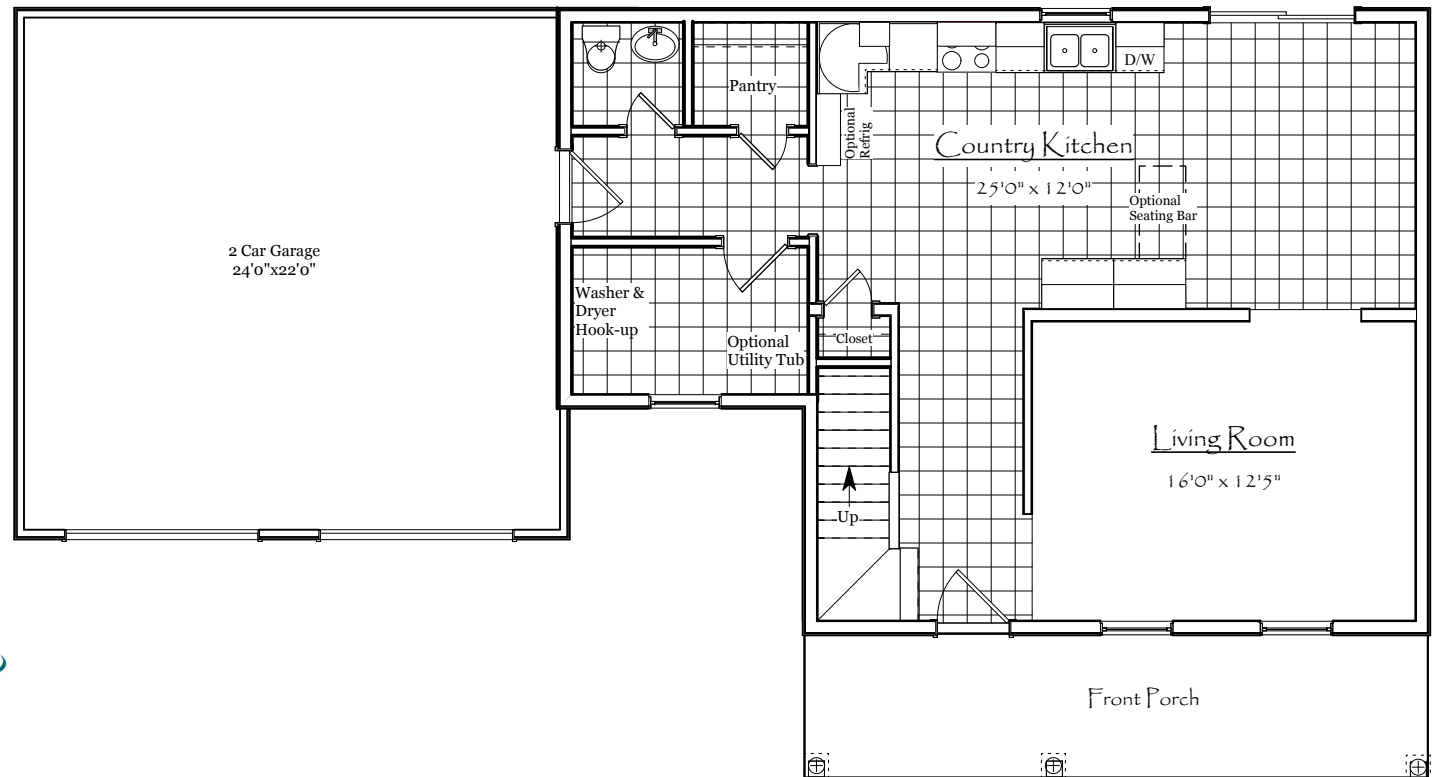 D/W
Pantry
Optional
Refrig
Country Kitchen
25'0" x 12'0"
Optional
Seating Bar
2 Car Garage
24'0"x22'0"
Washer &
Dryer
Hook-up
Optional
Utility Tub
Closet
Living Room
16'0" x 12'5"
Up
Front Porch